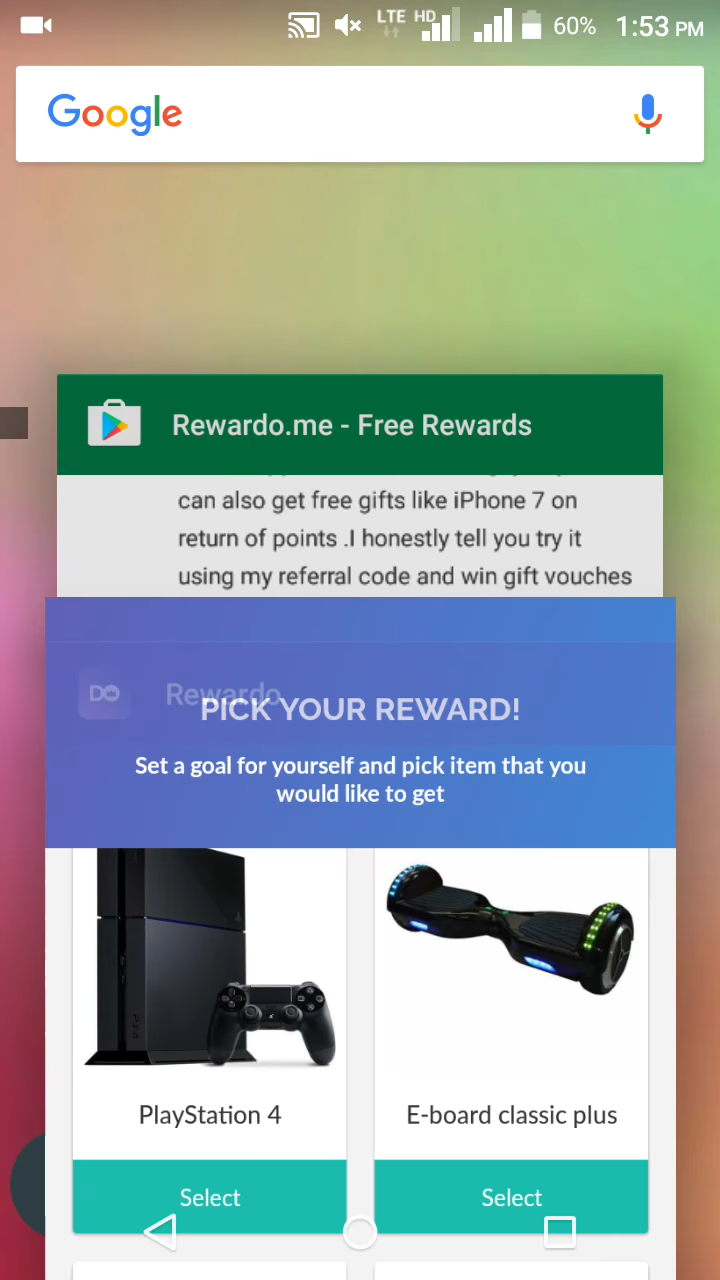 LTE HD 60% 1:53 PM
Google
Rewardo.me - Free Rewards
can also get free gifts like iPhone 7 on
return of points .I honestly tell you try it
using my referral code and win gift vouches
Rewardo
PICK YOUR REWARD!
Set a goal for yourself and pick item that you
would like to get
PlayStation 4
E-board classic plus
Select
Select